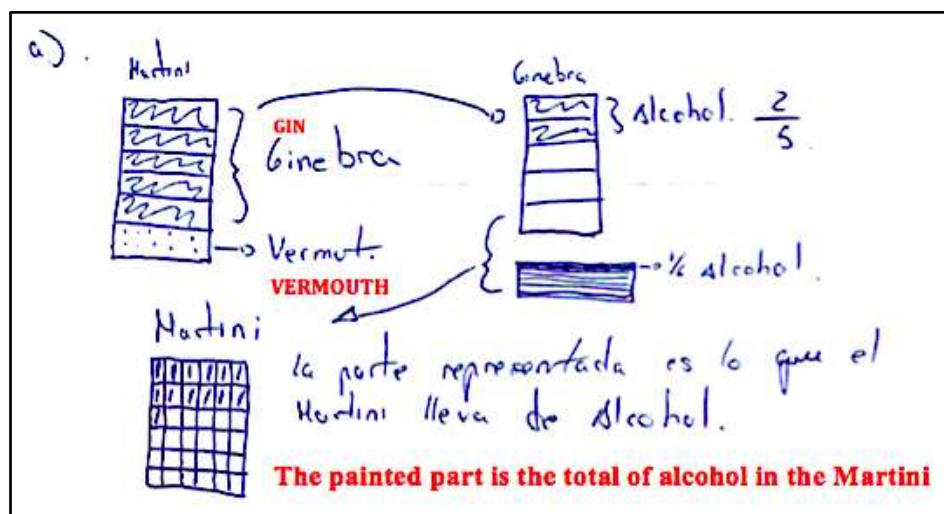 a).
Martini
Ginebra
GIN
Ginebra
Alcohol. 2/5
Vermut.
VERMOUTH
1/6 alcohol.
Martini
la parte representada es lo que el
Martini lleva de Alcohol.
The painted part is the total of alcohol in the Martini